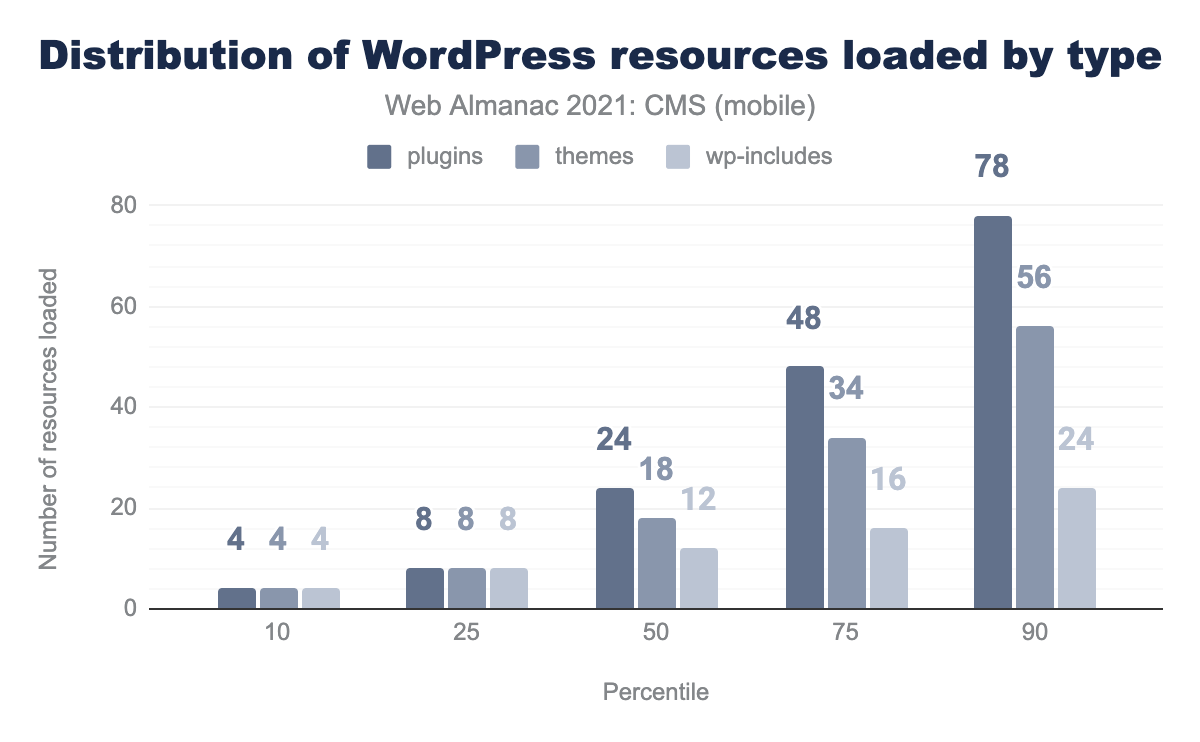 Distribution of WordPress resources loaded by type
Web Almanac 2021: CMS (mobile)
plugins themes wp-includes
Number of resources loaded
80
60
40
20
0
4 4 4
8 8 8
24 18 12
48 34 16
78 56 24
10 25 50 75 90
Percentile